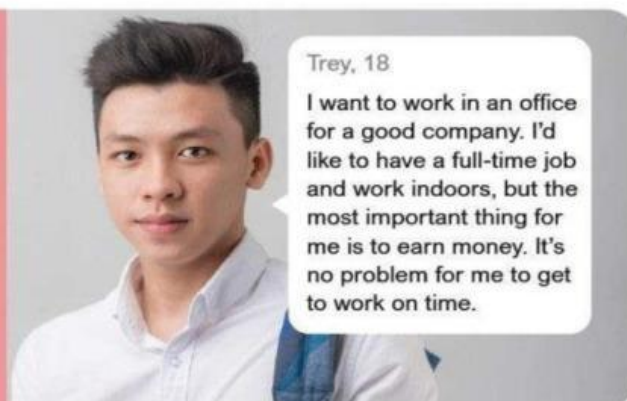 Trey, 18
I want to work in an office
for a good company. I'd
like to have a full-time job
and work indoors, but the
most important thing for
me is to earn money. It's
no problem for me to get
to work on time.